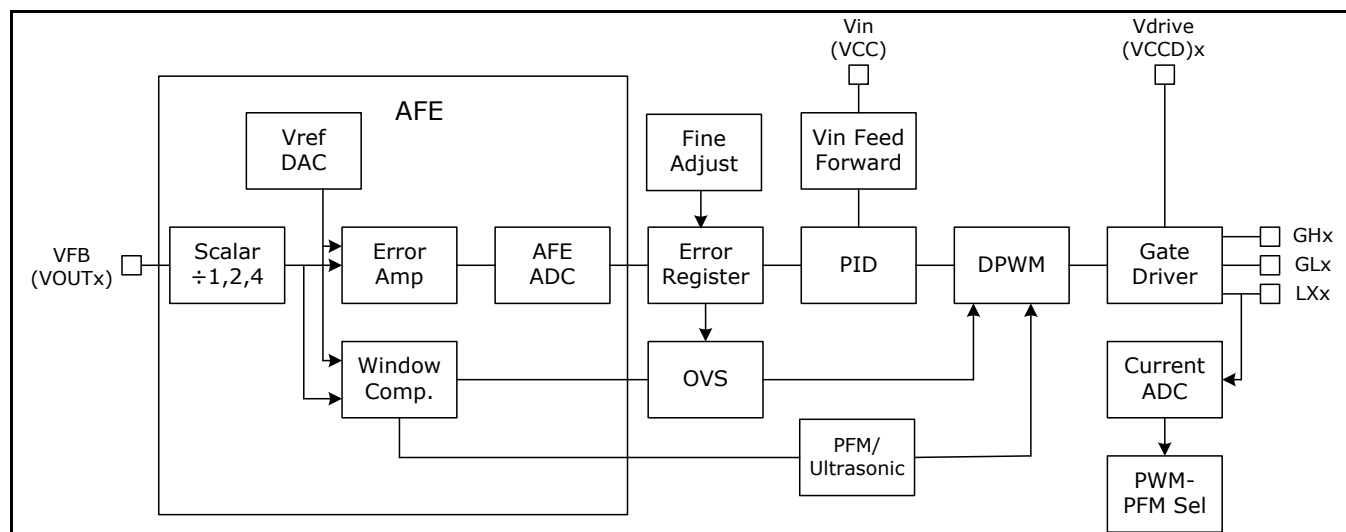 Vin
(VCC)
Vdrive
(VCCD)x
AFE
Vref
DAC
Fine
Adjust
Vin Feed
Forward
VFB
(VOUTx)
Scalar
÷1,2,4
Error
Amp
AFE
ADC
Error
Register
PID
DPWM
Gate
Driver
GHx
GLx
LXx
Window
Comp.
OVS
Current
ADC
PFM/
Ultrasonic
PWM-
PFM Sel